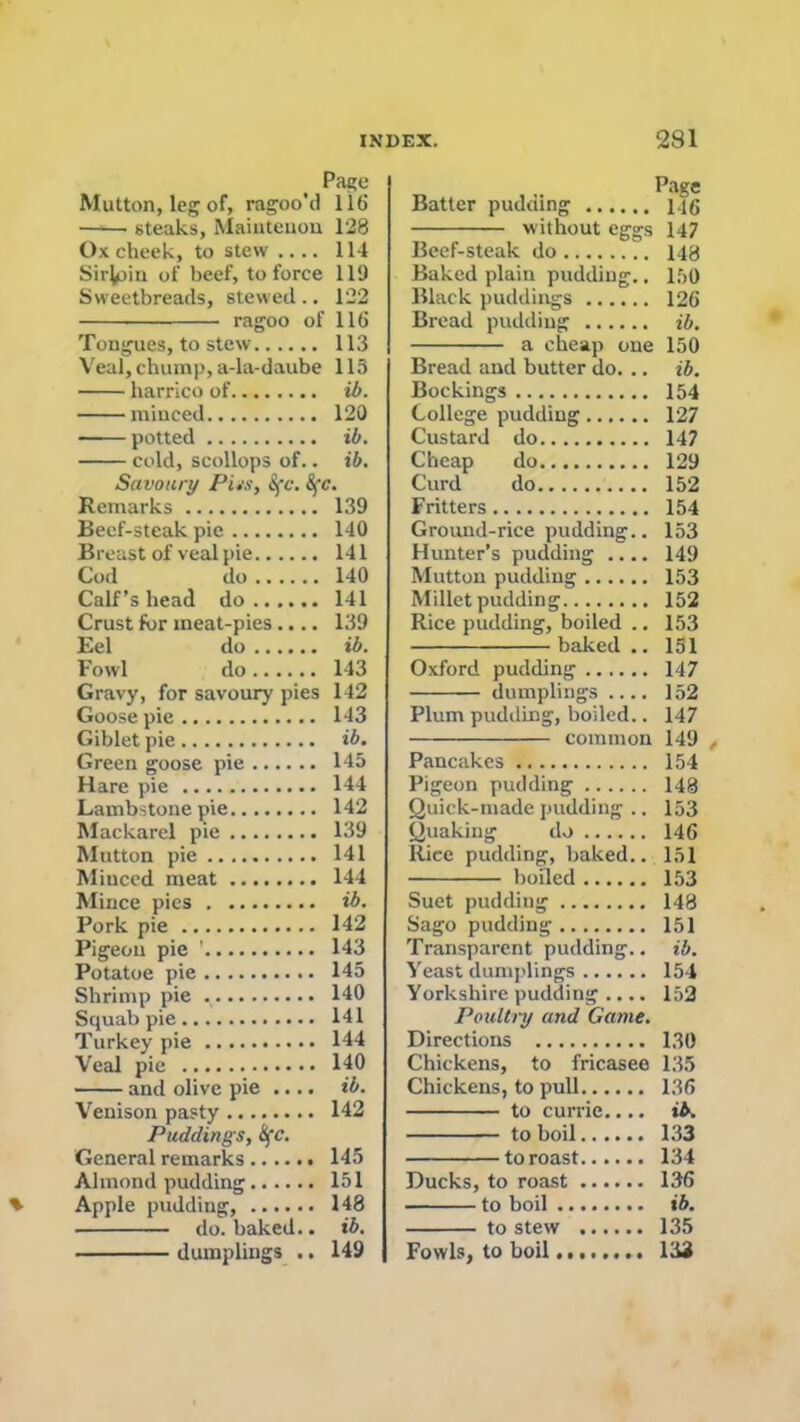 INDEX. 281
Page
Mutton, leg of, ragoo'd 116
—— steaks, Maintenon 128
Ox cheek, to stew .... 114
Sirloin of beef, to force 119
Sweetbreads, stewed .. 122
———— ragoo of 116
Tongues, to stew...... 113
Veal, chump, a-la-daube 115
—— harrico of........ ib.
—— minced.......... 120
—— potted .......... ib.
—— cold, scollops of.. ib.
Savoury Pies, &c. &c.
Remarks ............ 139
Beef-steak pie ........ 140
Breast of veal pie...... 141
Cod do ...... 140
Calf's head do ...... 141
Crust for meat-pies .... 139
Eel do ...... ib.
Fowl do ...... 143
Gravy, for savoury pies 142
Goose pie ............ 143
Giblet pie ............ ib.
Green goose pie ...... 145
Hare pie ............ 144
Lambstone pie........ 142
Mackarel pie ........ 139
Mutton pie .......... 141
Minced meat ........ 144
Mince pies . ........ ib.
Pork pie ............ 142
Pigeon pie '.......... 143
Potatoe pie .......... 145
Shrimp pie .......... 140
Squab pie ............ 141
Turkey pie .......... 144
Veal pie ............ 140
—— and olive pie .... ib.
Venison pasty ........ 142
Puddings, &c.
General remarks ...... 145
Almond pudding ...... 151
Apple pudding, ...... 148
———— do. baked.. ib.
———— dumplings .. 149
Page
Batter pudding ...... 146
———— without eggs 147
Beef-steak do ........ 148
Baked plain pudding.. 150
Black puddings ...... 126
Bread pudding ...... ib.
———— a cheap one 150
Bread and butter do. .. ib.
Bockings ............ 154
College pudding ...... 127
Custard do.......... 147
Cheap do.......... 129
Curd do.......... 152
Fritters .............. 154
Ground-rice pudding.. 153
Hunter's pudding .... 149
Mutton pudding ...... 153
Millet pudding........ 152
Rice pudding, boiled .. 153
———— baked .. 151
Oxford pudding ...... 147
——— dumplings .... 152
Plum pudding, boiled.. 147
———— common 149
Pancakes ............ 154
Pigeon pudding ...... 148
Quick-made pudding .. 153
Quaking do ...... 146
Rice pudding, baked.. 151
———— boiled ...... 153
Suet pudding ........ 148
Sago pudding ........ 151
Transparent pudding.. ib.
Yeast dumplings ...... 154
Yorkshire pudding .... 152
Poultry and Game.
Directions .......... 130
Chickens, to fricasee 135
Chickens, to pull...... 136
———— to currie.... ib.
———— to boil...... 133
———— to roast...... 134
Ducks, to roast ...... 136
——— to boil ........ ib.
——— to stew ...... 135
Fowls, to boil ........ 133